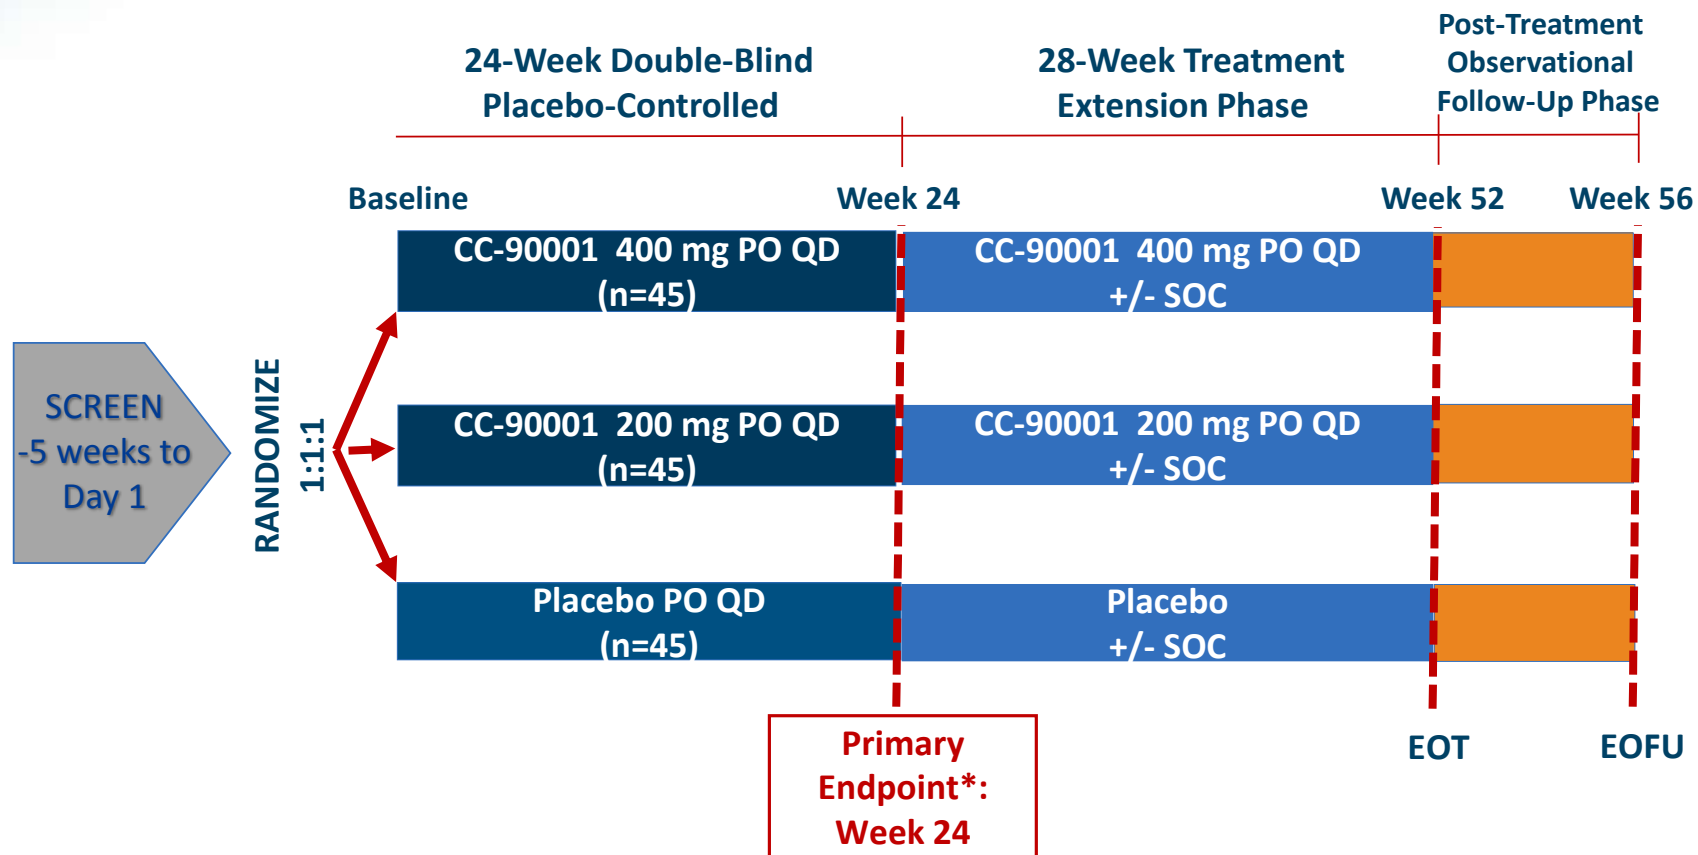 24-Week Double-Blind
Placebo-Controlled
28-Week Treatment
Extension Phase
Post-Treatment
Observational
Follow-Up Phase
Baseline
Week 24
Week 52
Week 56
SCREEN
-5 weeks to
Day 1
RANDOMIZE
1:1:1
CC-90001 400 mg PO QD
(n=45)
CC-90001 400 mg PO QD
+/- SOC
CC-90001 200 mg PO QD
(n=45)
CC-90001 200 mg PO QD
+/- SOC
Placebo PO QD
(n=45)
Placebo
+/- SOC
Primary
Endpoint*:
Week 24
EOT
EOFU